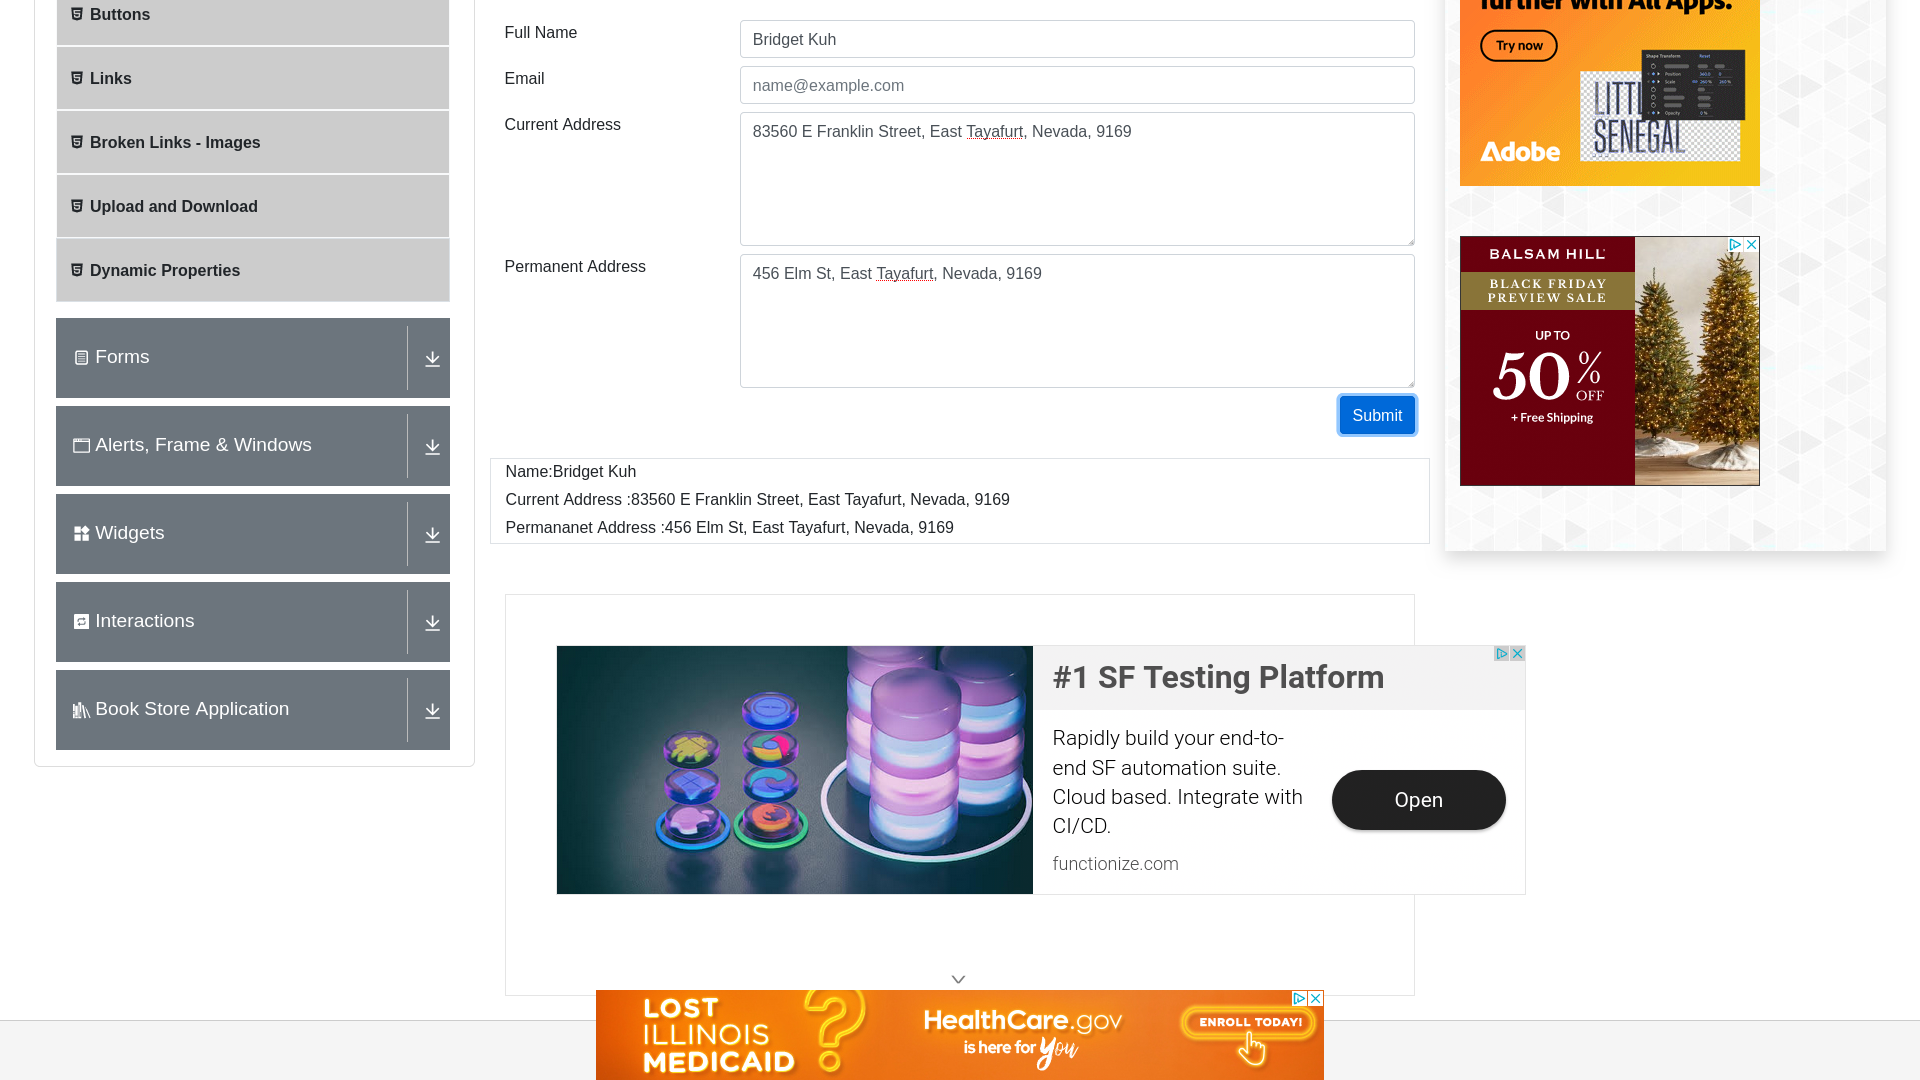 Buttons
Links
Broken Links - Images
Upload and Download
Dynamic Properties
Forms
Alerts, Frame & Windows
Widgets
Interactions
Book Store Application
Full Name
Bridget Kuh
Email
name@example.com
Current Address
83560 E Franklin Street, East Tayafurt, Nevada, 9169
Permanent Address
456 Elm St, East Tayafurt, Nevada, 9169
Submit
Name:Bridget Kuh
Current Address :83560 E Franklin Street, East Tayafurt, Nevada, 9169
Permananet Address :456 Elm St, East Tayafurt, Nevada, 9169
#1 SF Testing Platform
Rapidly build your end-to-
end SF automation suite.
Cloud based. Integrate with
CI/CD.
functionize.com
Open
further with All Apps.
Try now
Shape Transform Reset
Position
Scale
Opacity
SENEGAL
Adobe
BALSAM HILL
BLACK FRIDAY
PREVIEW SALE
UP TO
50% OFF
+ Free Shipping
LOST
ILLINOIS
MEDICAID
?
HealthCare.gov
is here for You
ENROLL TODAY!